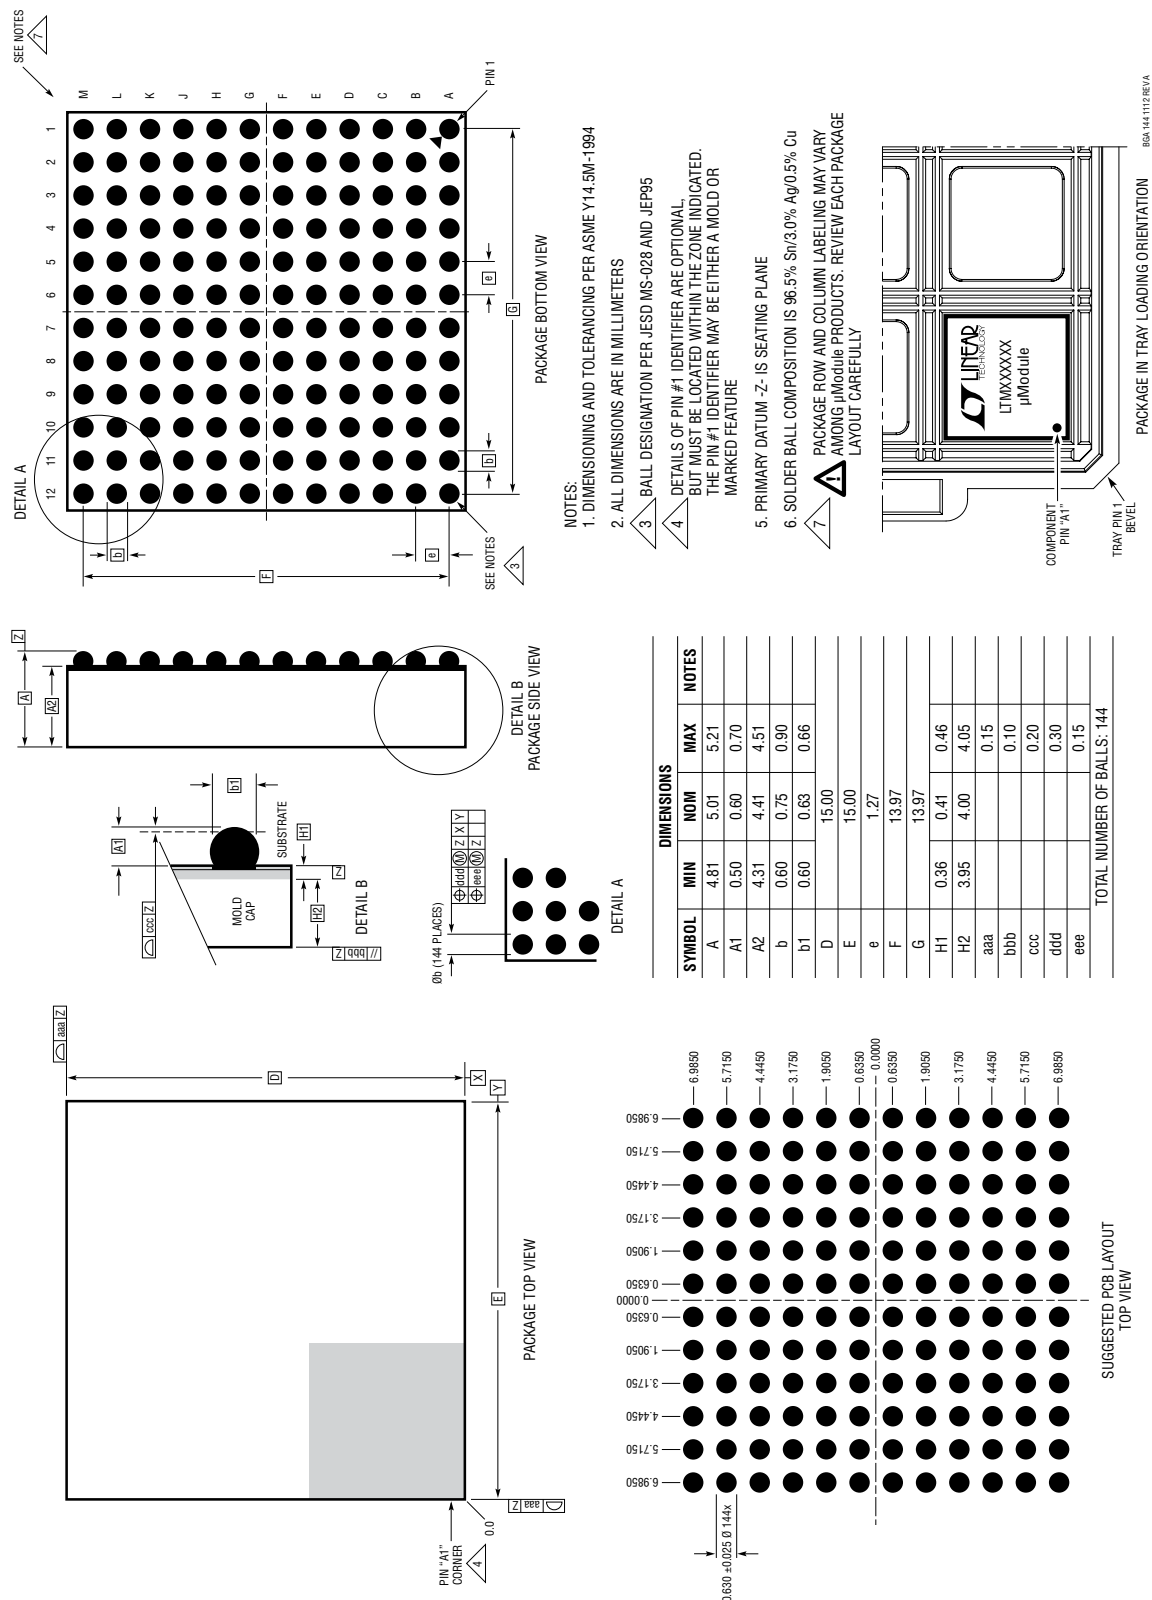 aaa Z
D
X
Y
E
aaa Z
PIN “A1”
CORNER
4
0.0
PACKAGE TOP VIEW
A
A2
Z
DETAIL B
PACKAGE SIDE VIEW
ccc Z
A1
b1
MOLD
CAP
SUBSTRATE
H1
H2
Z
// bbb Z
DETAIL B
Øb (144 PLACES)
ddd M Z X Y
eee M Z
DETAIL A
DETAIL A
SEE NOTES
7
1
2
3
4
5
6
7
8
9
10
11
12
M
L
K
J
H
G
F
E
D
C
B
A
PIN 1
b
F
e
e
b
G
SEE NOTES
3
PACKAGE BOTTOM VIEW
0.630 ±0.025 Ø 144x
6.9850
5.7150
4.4450
3.1750
1.9050
0.6350
0.0000
0.6350
1.9050
3.1750
4.4450
5.7150
6.9850
6.9850
5.7150
4.4450
3.1750
1.9050
0.6350
0.0000
0.6350
1.9050
3.1750
4.4450
5.7150
6.9850
SUGGESTED PCB LAYOUT
TOP VIEW
DIMENSIONS
SYMBOL MIN NOM MAX NOTES
A 4.81 5.01 5.21
A1 0.50 0.60 0.70
A2 4.31 4.41 4.51
b 0.60 0.75 0.90
b1 0.60 0.63 0.66
D 15.00
E 15.00
e 1.27
F 13.97
G 13.97
H1 0.36 0.41 0.46
H2 3.95 4.00 4.05
aaa 0.15
bbb 0.10
ccc 0.20
ddd 0.30
eee 0.15
TOTAL NUMBER OF BALLS: 144
NOTES:
1. DIMENSIONING AND TOLERANCING PER ASME Y14.5M-1994
2. ALL DIMENSIONS ARE IN MILLIMETERS
3 BALL DESIGNATION PER JESD MS-028 AND JEP95
4 DETAILS OF PIN #1 IDENTIFIER ARE OPTIONAL,
BUT MUST BE LOCATED WITHIN THE ZONE INDICATED.
THE PIN #1 IDENTIFIER MAY BE EITHER A MOLD OR
MARKED FEATURE
5. PRIMARY DATUM -Z- IS SEATING PLANE
6. SOLDER BALL COMPOSITION IS 96.5% Sn/3.0% Ag/0.5% Cu
7 ! PACKAGE ROW AND COLUMN LABELING MAY VARY
AMONG µModule PRODUCTS. REVIEW EACH PACKAGE
LAYOUT CAREFULLY
LT LINEAR
TECHNOLOGY
LTMXXXXXX
µModule
COMPONENT
PIN “A1”
TRAY PIN 1
BEVEL
PACKAGE IN TRAY LOADING ORIENTATION
BGA 144 1112 REV A